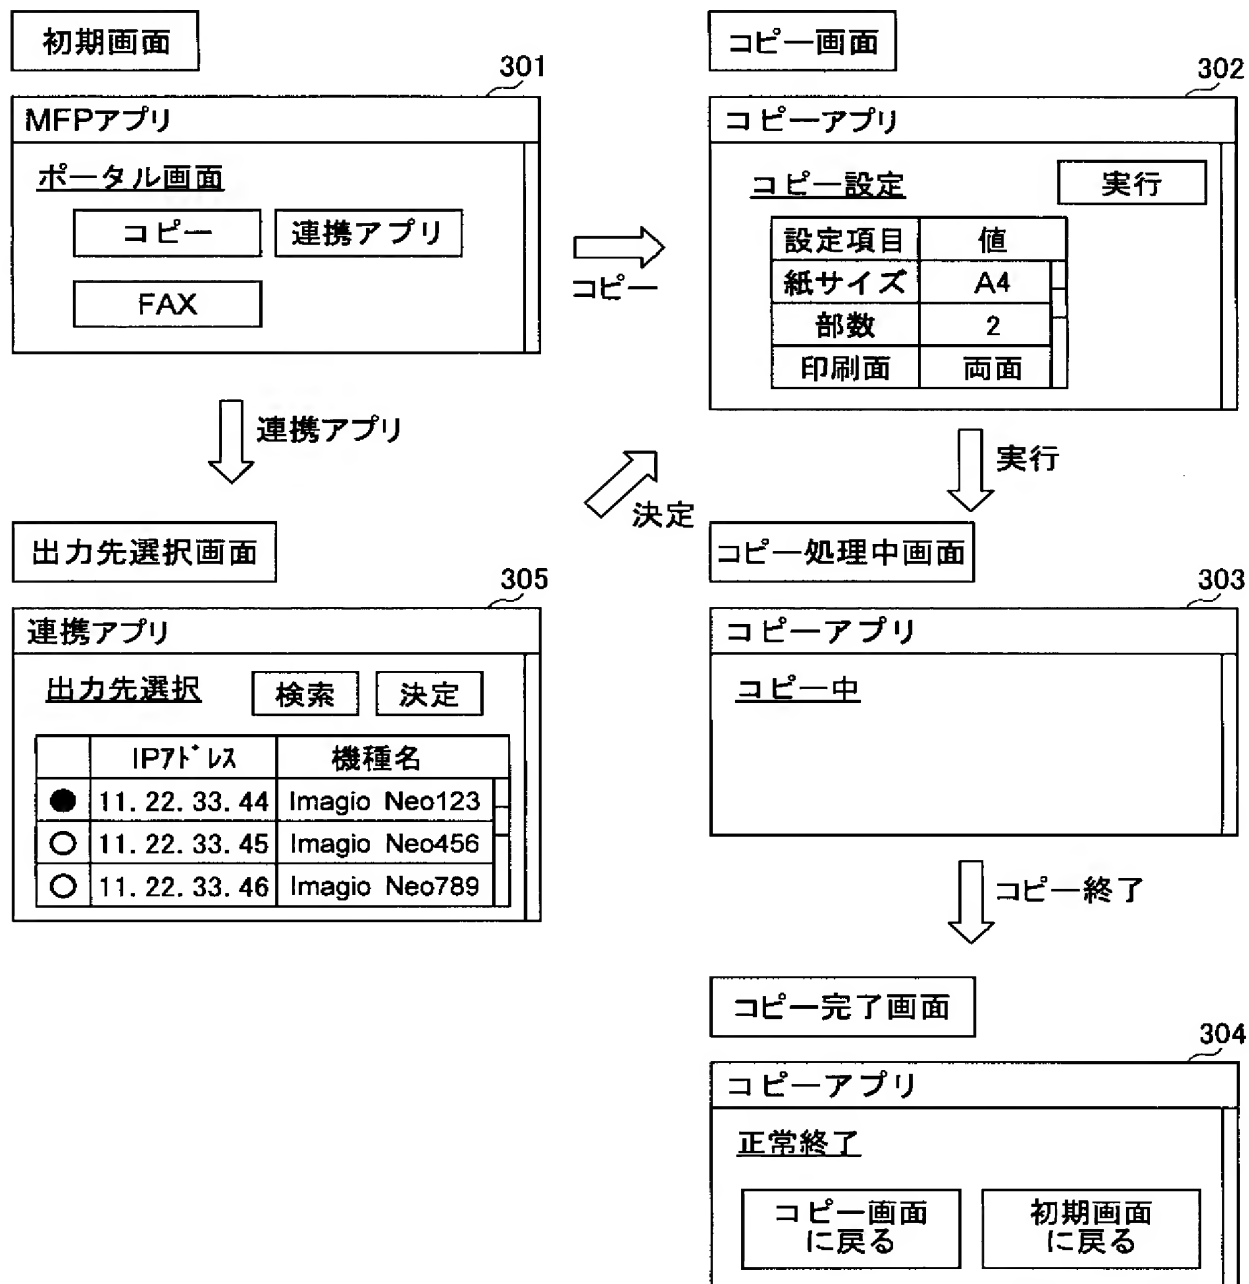 初期画面
301
MFPアプリ
ポータル画面
コピー 連携アプリ
FAX
コピー
連携アプリ
コピー画面
302
コピーアプリ
コピー設定 実行
設定項目 値
紙サイズ A4
部数 2
印刷面 両面
実行
決定
出力先選択画面
305
連携アプリ
出力先選択 検索 決定
IPアドレス 機種名
11.22.33.44 Imagio Neo123
11.22.33.45 Imagio Neo456
11.22.33.46 Imagio Neo789
コピー処理中画面
303
コピーアプリ
コピー中
コピー終了
コピー完了画面
304
コピーアプリ
正常終了
コピー画面
に戻る
初期画面
に戻る